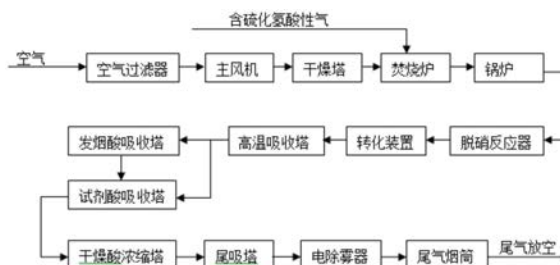 含硫化氢酸性气
空气
空气过滤器
主风机
干燥塔
焚烧炉
锅炉
发烟酸吸收塔
高温吸收塔
转化装置
脱硝反应器
试剂酸吸收塔
干燥酸浓缩塔
尾吸塔
电除雾器
尾气烟筒
尾气放空